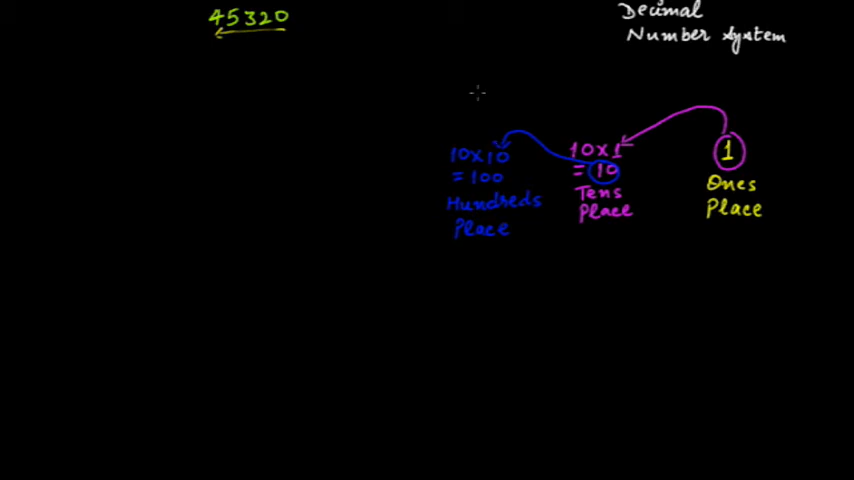 45320
Decimal
Number system
10x10
= 100
Hundreds
Place
10x1
= 10
Tens
Place
1
Ones
Place